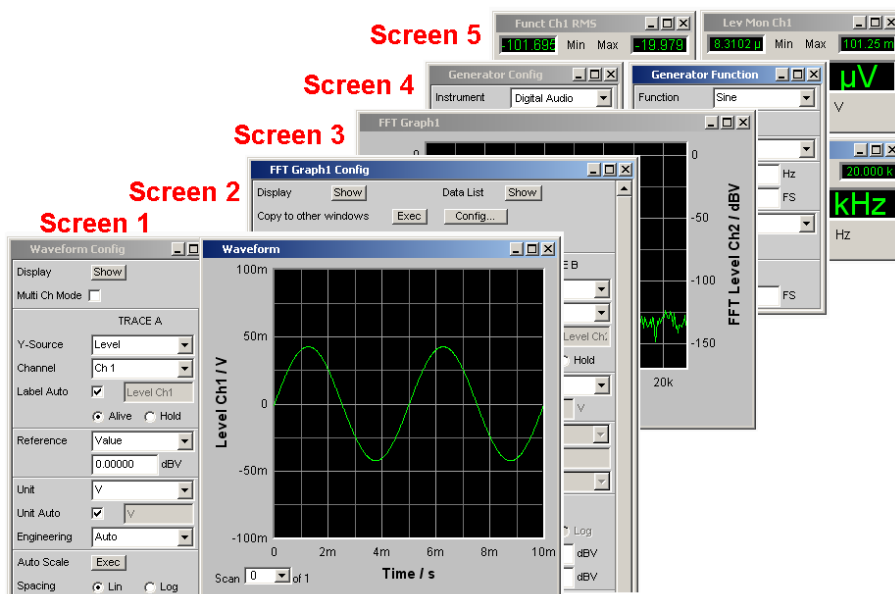 Screen 5
Funct Ch1 RMS
-101.695 Min Max -19.979
Lev Mon Ch1
8.3102 µ Min Max 101.25 m
µV
V
20.000 k
kHz
Hz
Screen 4
Generator Config
Instrument Digital Audio
Generator Function
Function Sine
Hz
FS
FS
Screen 3
FFT Graph1
0
0
-50
-100
-150
FFT Level Ch2 / dBV
20k
Screen 2
FFT Graph1 Config
Display Show Data List Show
Copy to other windows Exec Config...
E B
Level Ch
Hold
V
Log
dBV
dBV
Screen 1
Waveform Config
Display Show
Multi Ch Mode
TRACE A
Y-Source Level
Channel Ch 1
Label Auto Level Ch1
Alive Hold
Reference Value
0.00000 dBV
Unit V
Unit Auto V
Engineering Auto
Auto Scale Exec
Spacing Lin Log
Waveform
100m
50m
0
-50m
-100m
Level Ch1 / V
0 2m 4m 6m 8m 10m
Time / s
Scan 0 of 1